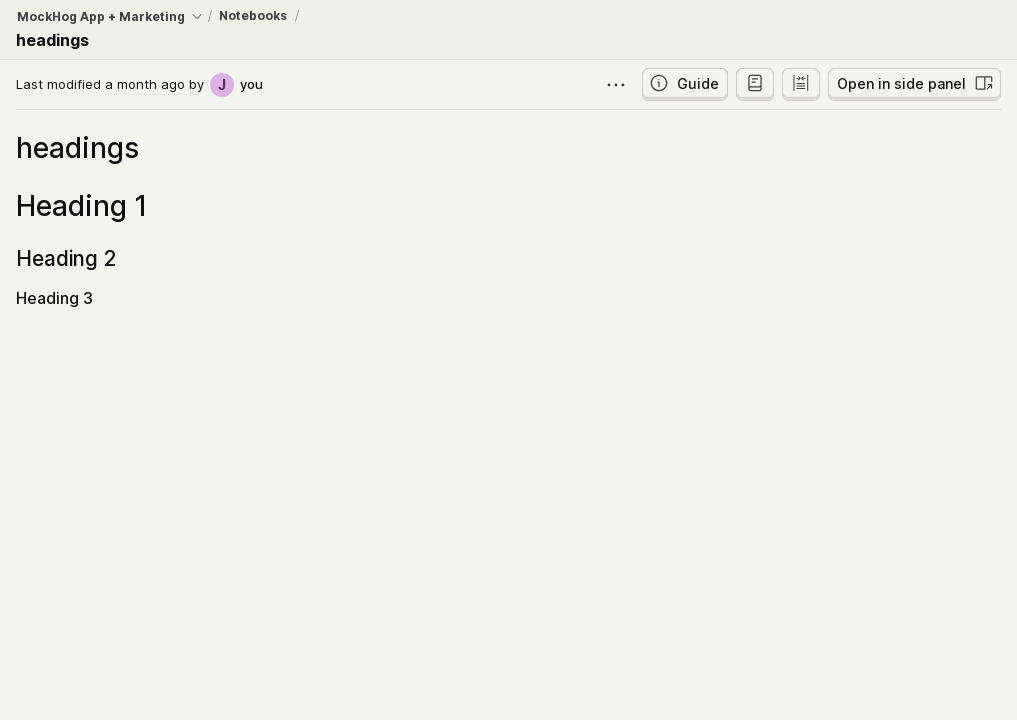 MockHog App + Marketing / Notebooks /
headings
Last modified a month ago by J you
Guide
Open in side panel
headings
Heading 1
Heading 2
Heading 3